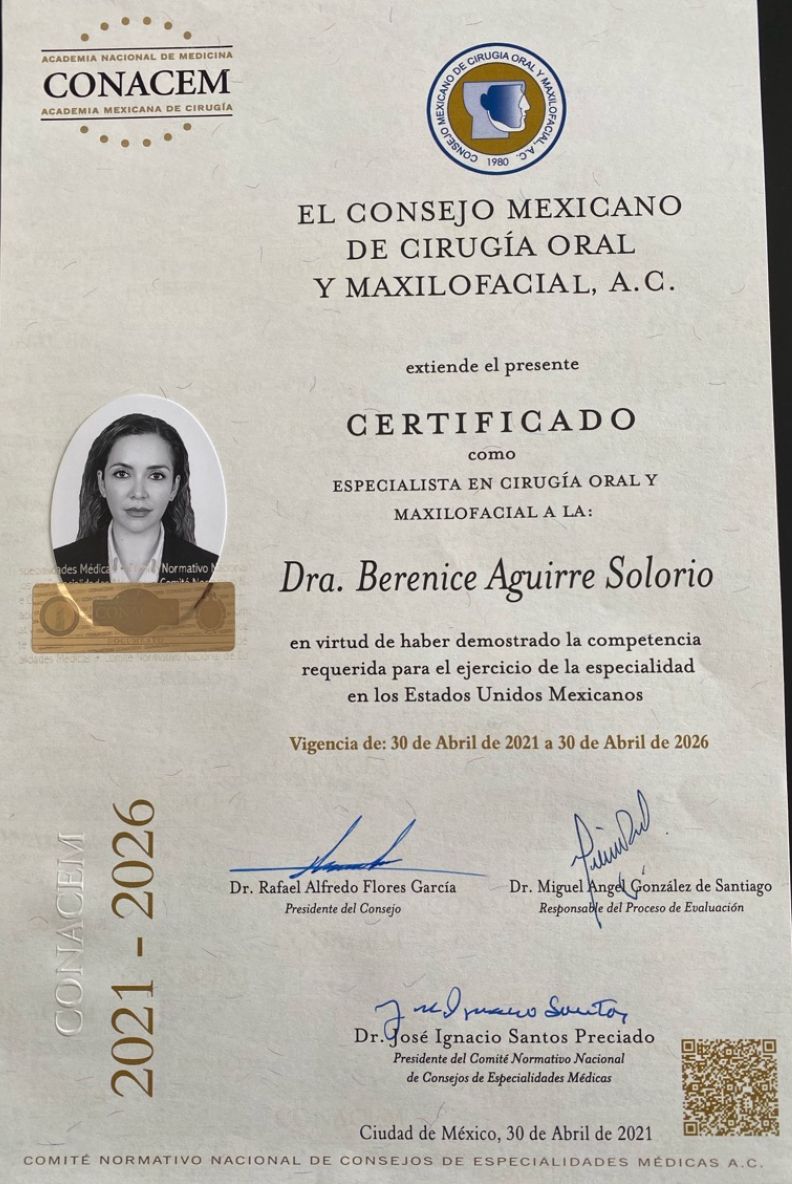 ACADEMIA NACIONAL DE MEDICINA
CONACEM
ACADEMIA MEXICANA DE CIRUGÍA
CONSEJO MEXICANO DE CIRUGIA ORAL Y MAXILOFACIAL, A.C.
1980
EL CONSEJO MEXICANO
DE CIRUGÍA ORAL
Y MAXILOFACIAL, A.C.
extiende el presente
CERTIFICADO
como
ESPECIALISTA EN CIRUGÍA ORAL Y
MAXILOFACIAL A LA:
Dra. Berenice Aguirre Solorio
en virtud de haber demostrado la competencia
requerida para el ejercicio de la especialidad
en los Estados Unidos Mexicanos
Vigencia de: 30 de Abril de 2021 a 30 de Abril de 2026
CONACEM
2021 - 2026
Dr. Rafael Alfredo Flores García
Presidente del Consejo
Dr. Miguel Angel González de Santiago
Responsable del Proceso de Evaluación
Dr. José Ignacio Santos Preciado
Presidente del Comité Normativo Nacional
de Consejos de Especialidades Médicas
Ciudad de México, 30 de Abril de 2021
COMITÉ NORMATIVO NACIONAL DE CONSEJOS DE ESPECIALIDADES MÉDICAS A.C.